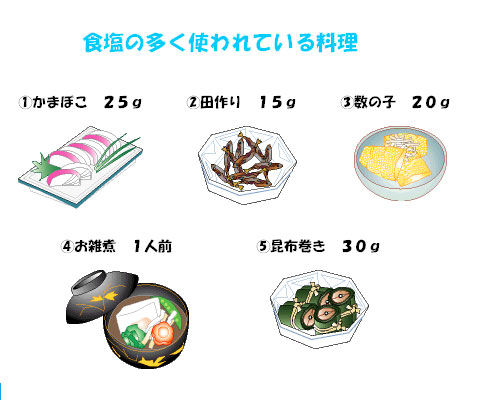 食塩の多く使われている料理
①かまぼこ　２５ｇ　②田作り　１５ｇ　③数の子　２０ｇ
④お雑煮　１人前　⑤昆布巻き　３０ｇ